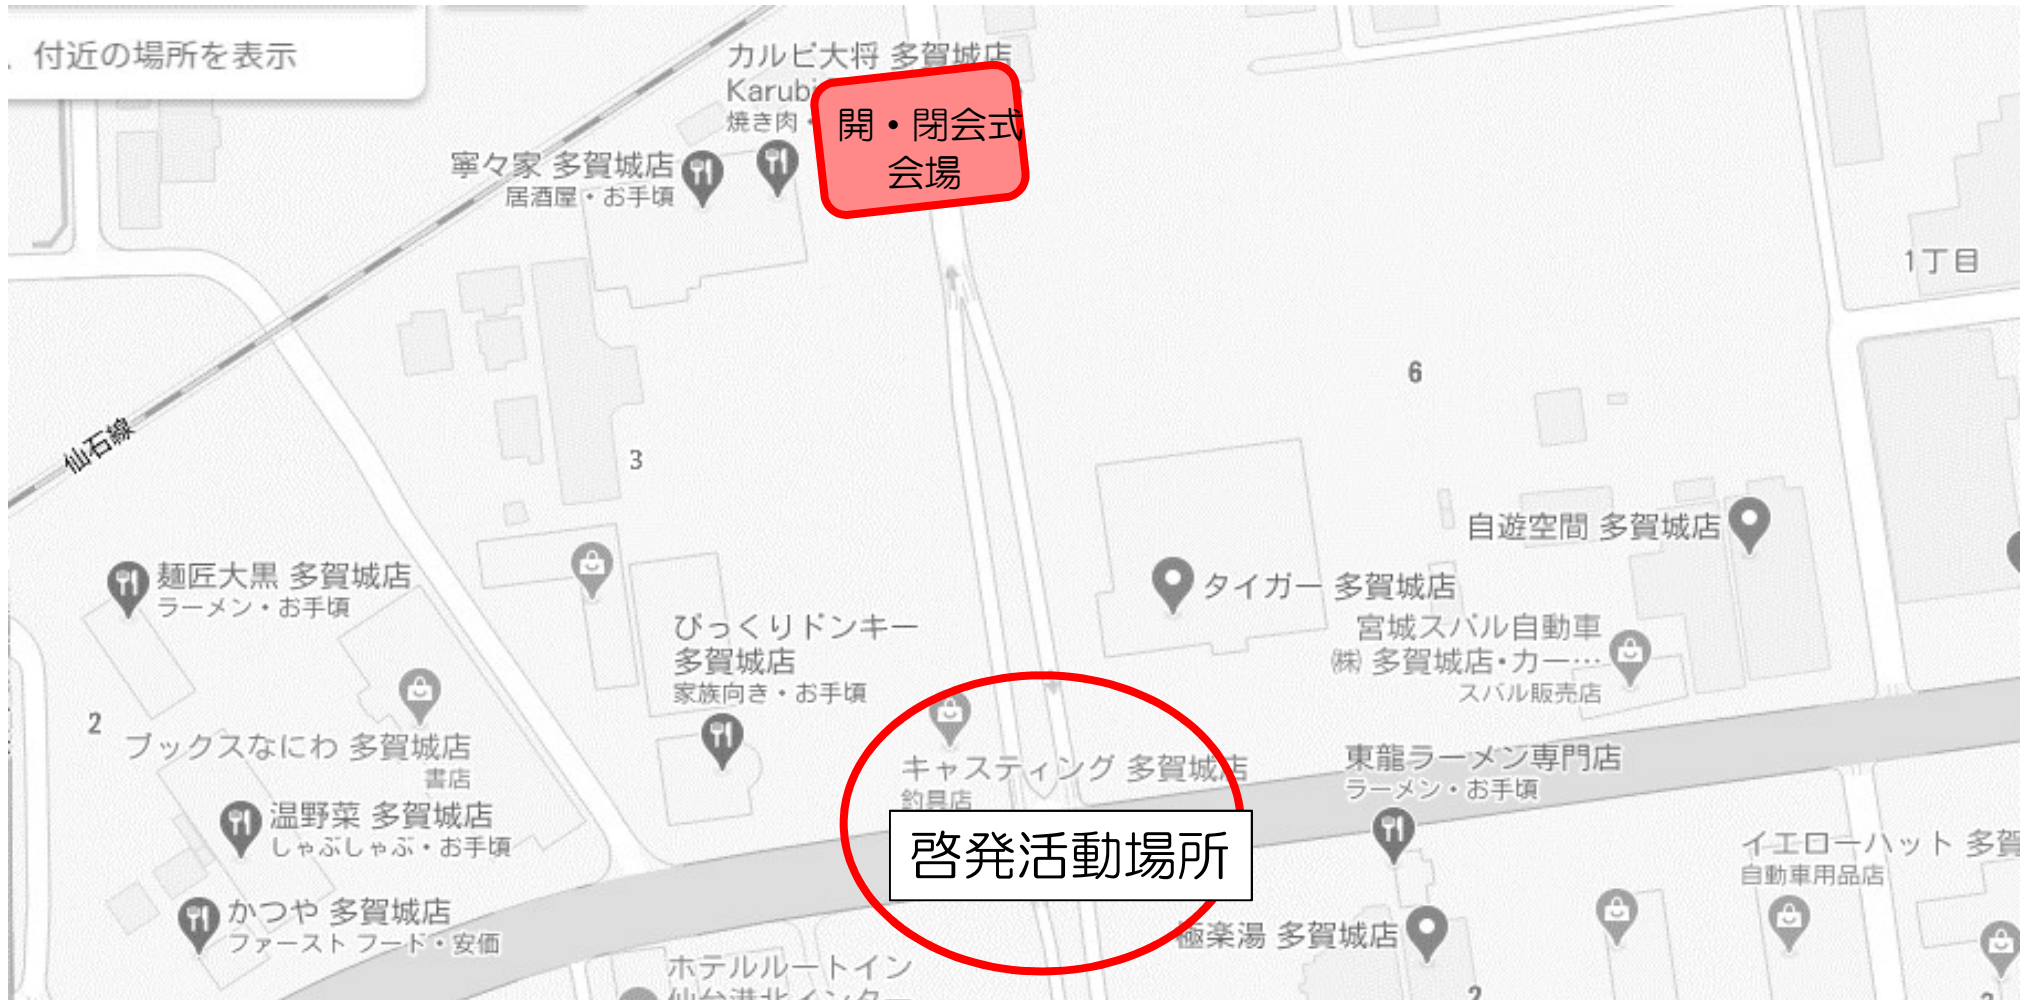 付近の場所を表示
カルビ大将 多賀城店
Karubi
焼き肉・
開・閉会式
会場
寧々家 多賀城店
居酒屋・お手頃
1丁目
6
仙石線
3
自遊空間 多賀城店
麺匠大黒 多賀城店
ラーメン・お手頃
タイガー 多賀城店
びっくりドンキー
多賀城店
家族向き・お手頃
宮城スバル自動車
㈱ 多賀城店・カー…
スバル販売店
2
ブックスなにわ 多賀城店
書店
キャスティング 多賀城店
釣具店
東龍ラーメン専門店
ラーメン・お手頃
啓発活動場所
温野菜 多賀城店
しゃぶしゃぶ・お手頃
イエローハット 多賀
自動車用品店
かつや 多賀城店
ファースト フード・安価
極楽湯 多賀城店
ホテルルートイン
仙台港北インター
2